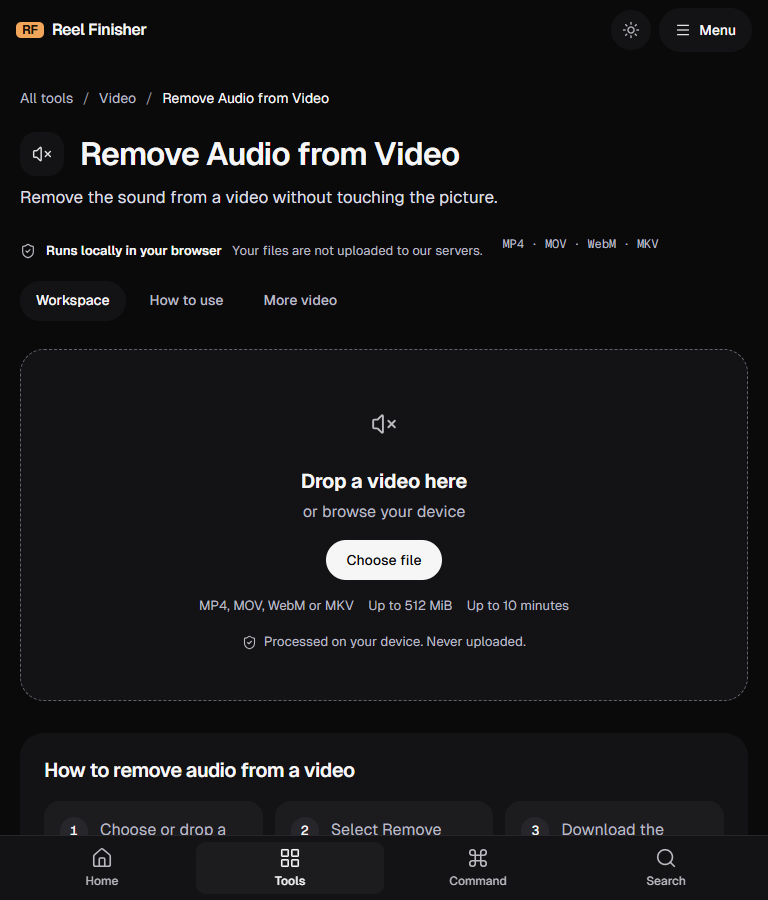 RF Reel Finisher
Menu
All tools / Video / Remove Audio from Video
Remove Audio from Video
Remove the sound from a video without touching the picture.
Runs locally in your browser Your files are not uploaded to our servers. MP4 · MOV · WebM · MKV
Workspace How to use More video
Drop a video here
or browse your device
Choose file
MP4, MOV, WebM or MKV Up to 512 MiB Up to 10 minutes
Processed on your device. Never uploaded.
How to remove audio from a video
1 Choose or drop a
2 Select Remove
3 Download the
Home Tools Command Search